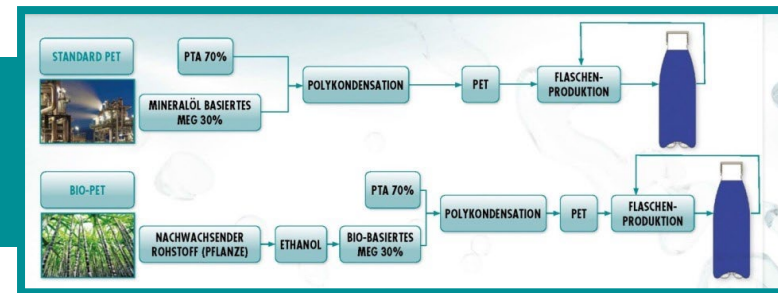 STANDARD PET
PTA 70%
MINERALÖL BASIERTES
MEG 30%
POLYKONDENSATION
PET
FLASCHEN-
PRODUKTION
BIO-PET
NACHWACHSENDER
ROHSTOFF (PFLANZE)
ETHANOL
PTA 70%
BIO-BASIERTES
MEG 30%
POLYKONDENSATION
PET
FLASCHEN-
PRODUKTION